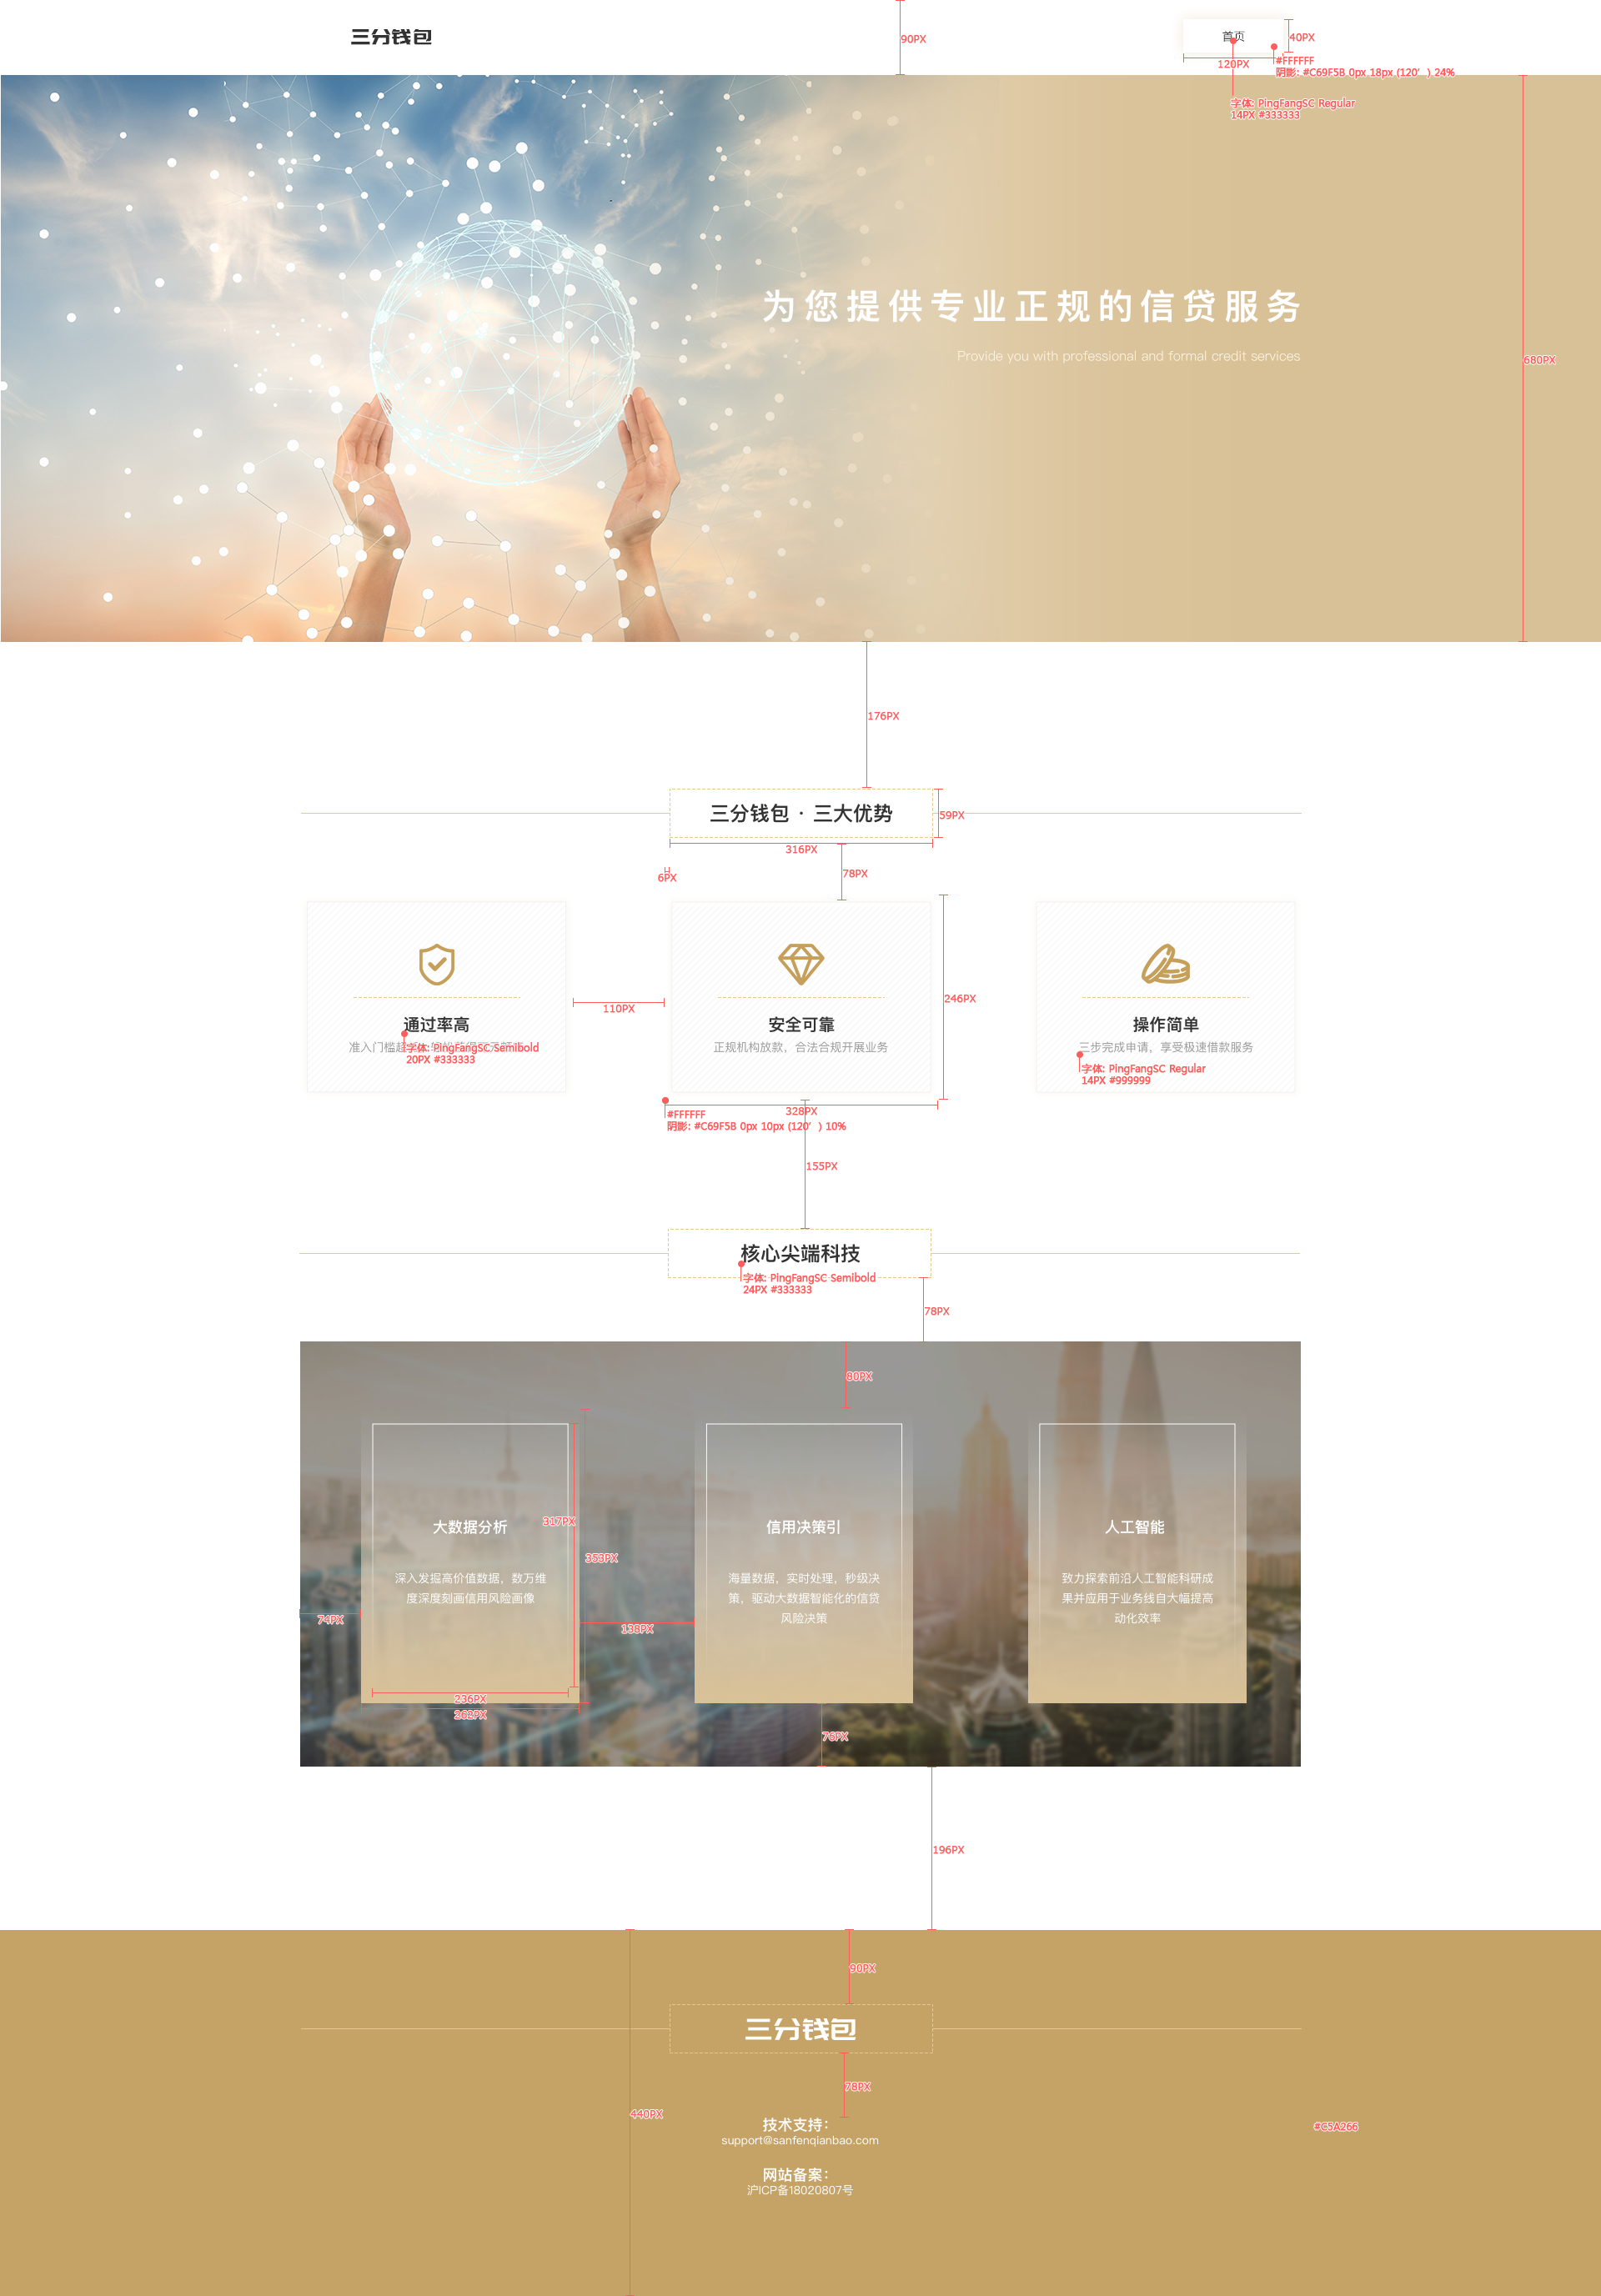 三分钱包
90PX
首页
40PX
120PX
#FFFFFF
阴影: #C69F5B 0px 18px (120′) 24%
字体: PingFangSC Regular
14PX #333333
为您提供专业正规的信贷服务
Provide you with professional and formal credit services
680PX
176PX
三分钱包 · 三大优势
59PX
316PX
6PX
78PX
110PX
246PX
通过率高
准入门槛超
字体: PingFangSC Semibold
20PX #333333
安全可靠
正规机构放款，合法合规开展业务
操作简单
三步完成申请，享受极速借款服务
字体: PingFangSC Regular
14PX #999999
#FFFFFF
328PX
阴影: #C69F5B 0px 10px (120′) 10%
155PX
核心尖端科技
字体: PingFangSC Semibold
24PX #333333
78PX
80PX
大数据分析
深入发掘高价值数据，数万维
度深度刻画信用风险画像
317PX
353PX
74PX
138PX
236PX
262PX
信用决策引
海量数据，实时处理，秒级决
策，驱动大数据智能化的信贷
风险决策
76PX
人工智能
致力探索前沿人工智能科研成
果并应用于业务线自大幅提高
动化效率
196PX
90PX
三分钱包
78PX
440PX
技术支持：
support@sanfenqianbao.com
#C5A266
网站备案：
沪ICP备18020807号